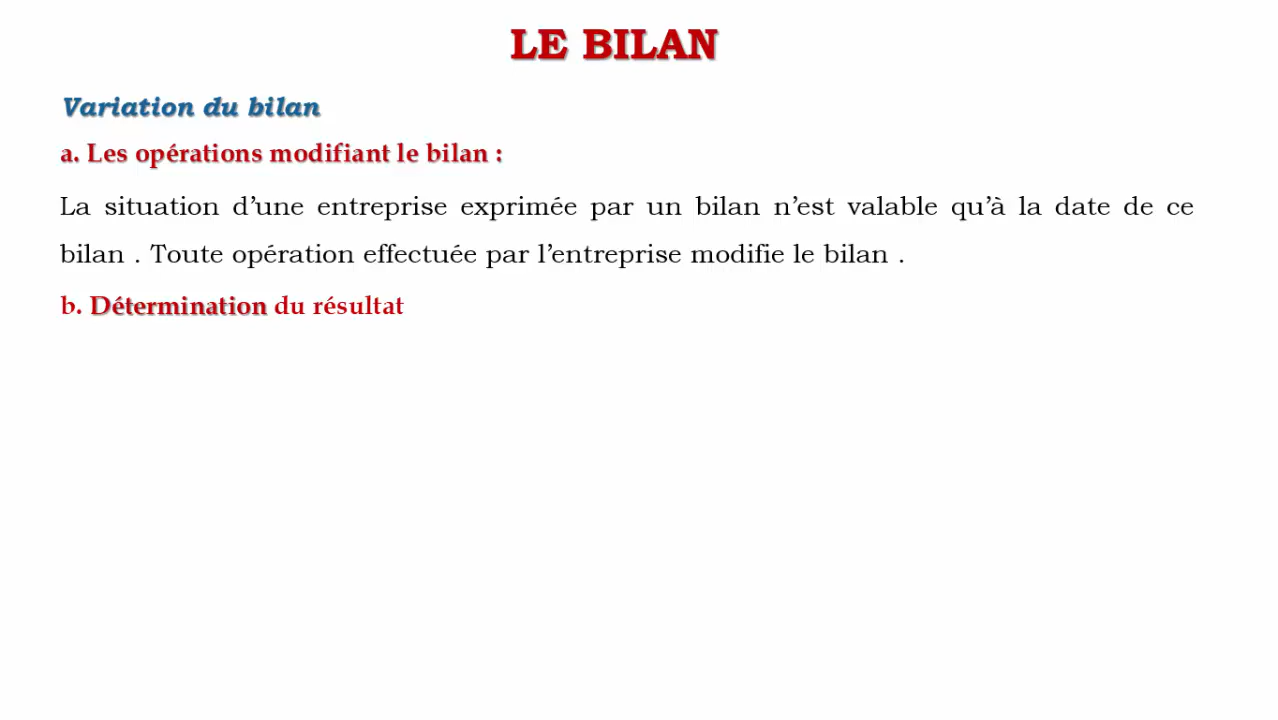 LE BILAN
Variation du bilan
a. Les opérations modifiant le bilan :
La situation d’une entreprise exprimée par un bilan n’est valable qu’à la date de ce
bilan . Toute opération effectuée par l’entreprise modifie le bilan .
b. Détermination du résultat